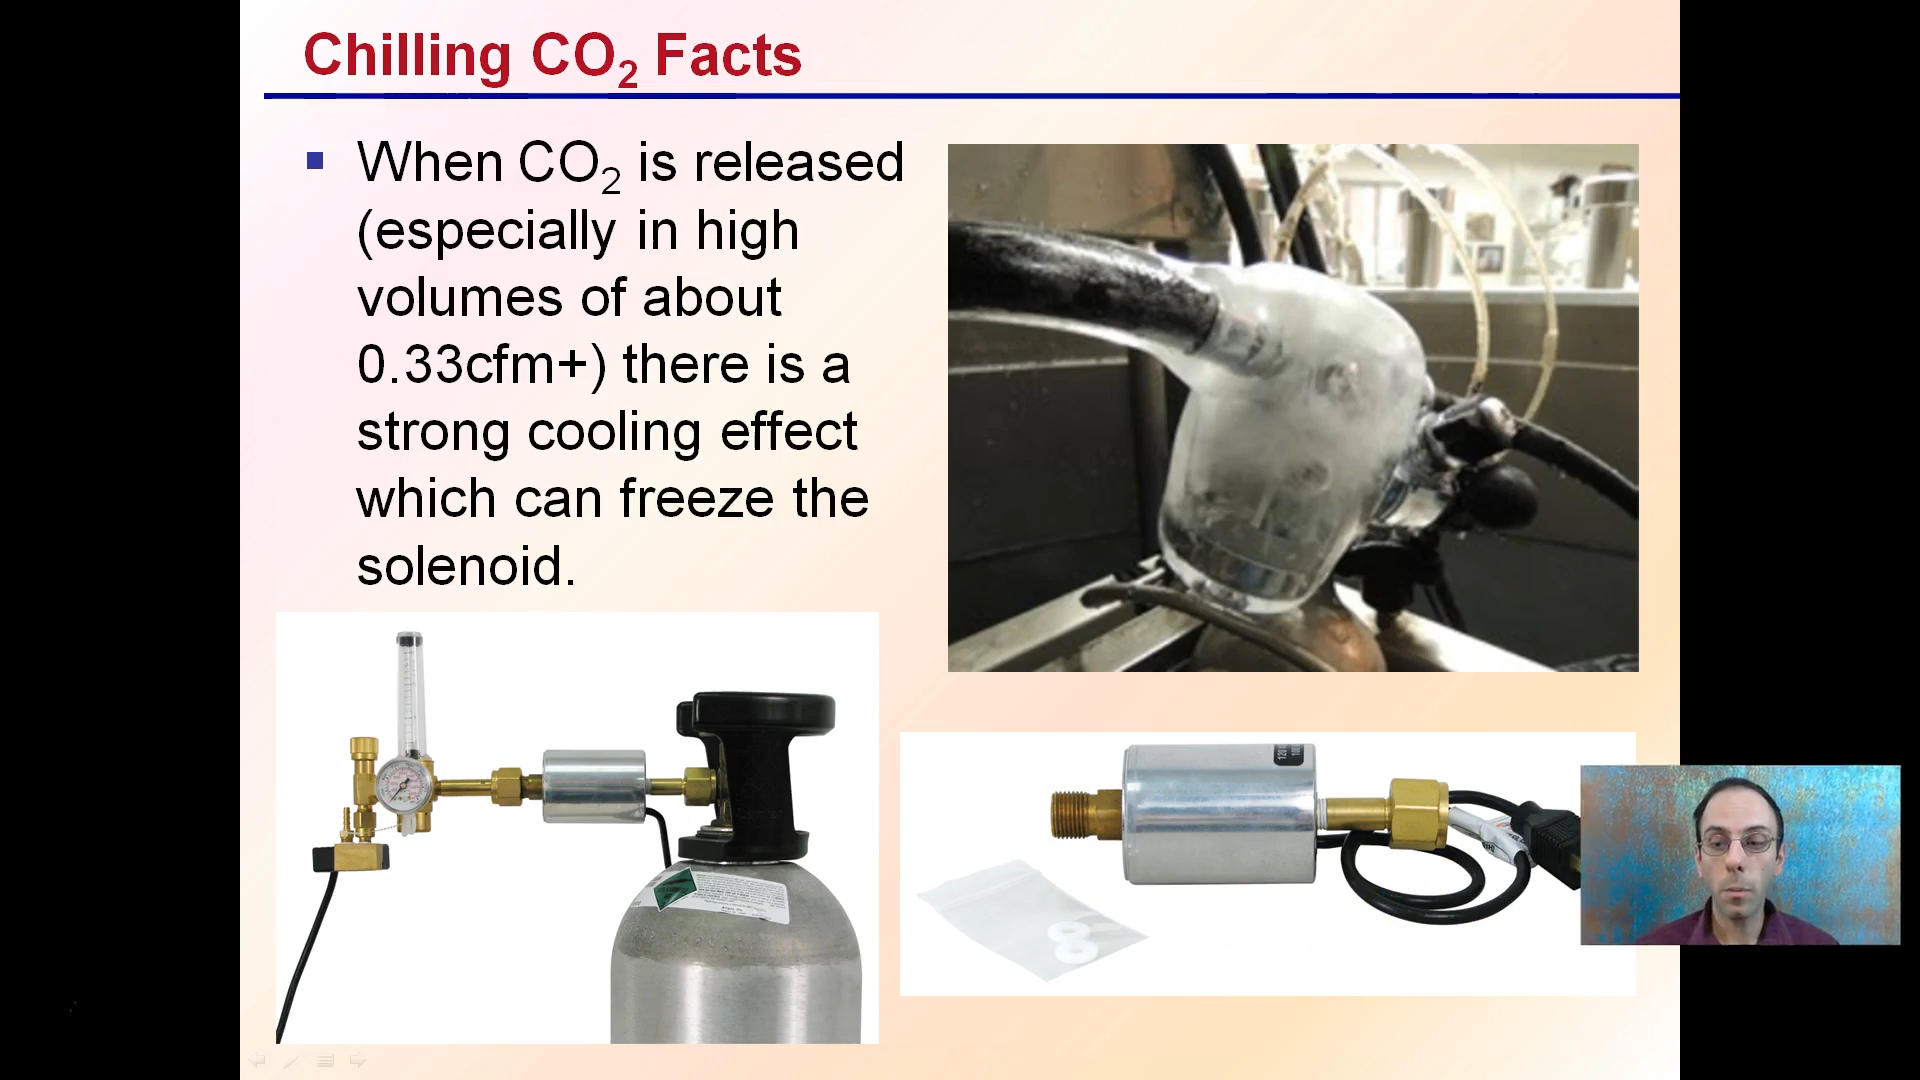 Chilling CO₂ Facts
When CO₂ is released
(especially in high
volumes of about
0.33cfm+) there is a
strong cooling effect
which can freeze the
solenoid.